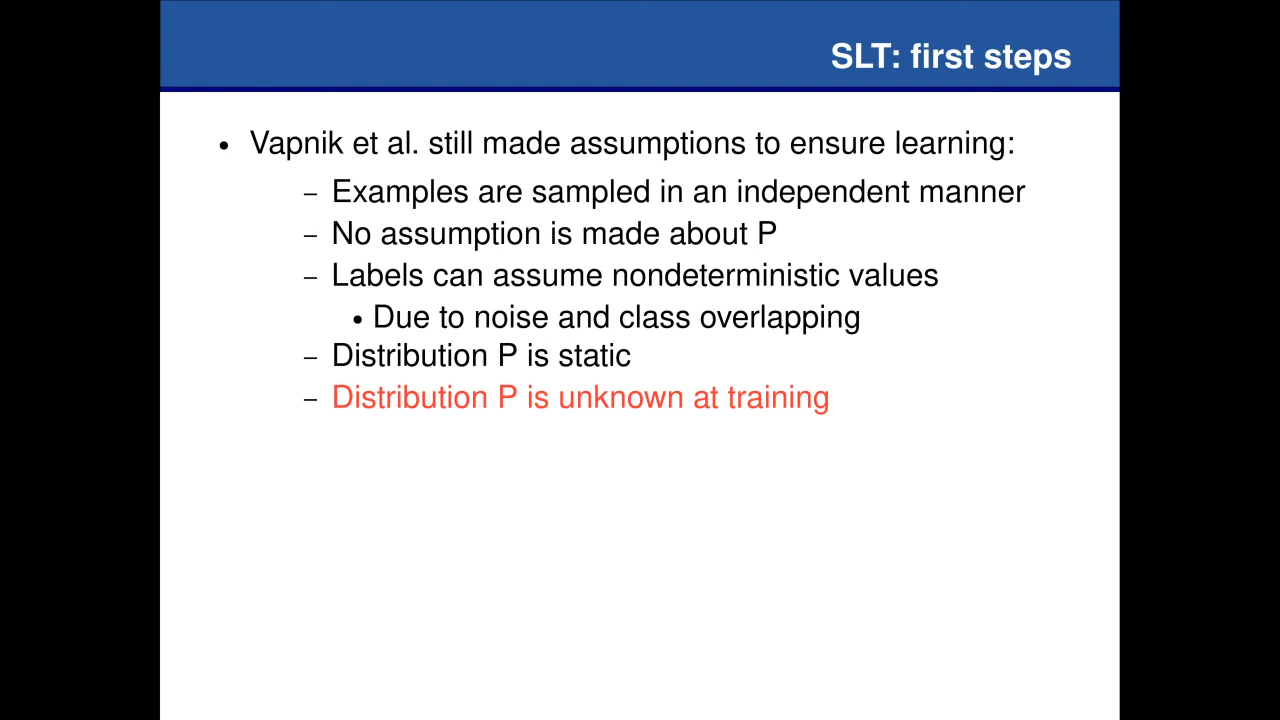 SLT: first steps
• Vapnik et al. still made assumptions to ensure learning:
– Examples are sampled in an independent manner
– No assumption is made about P
– Labels can assume nondeterministic values
• Due to noise and class overlapping
– Distribution P is static
– Distribution P is unknown at training